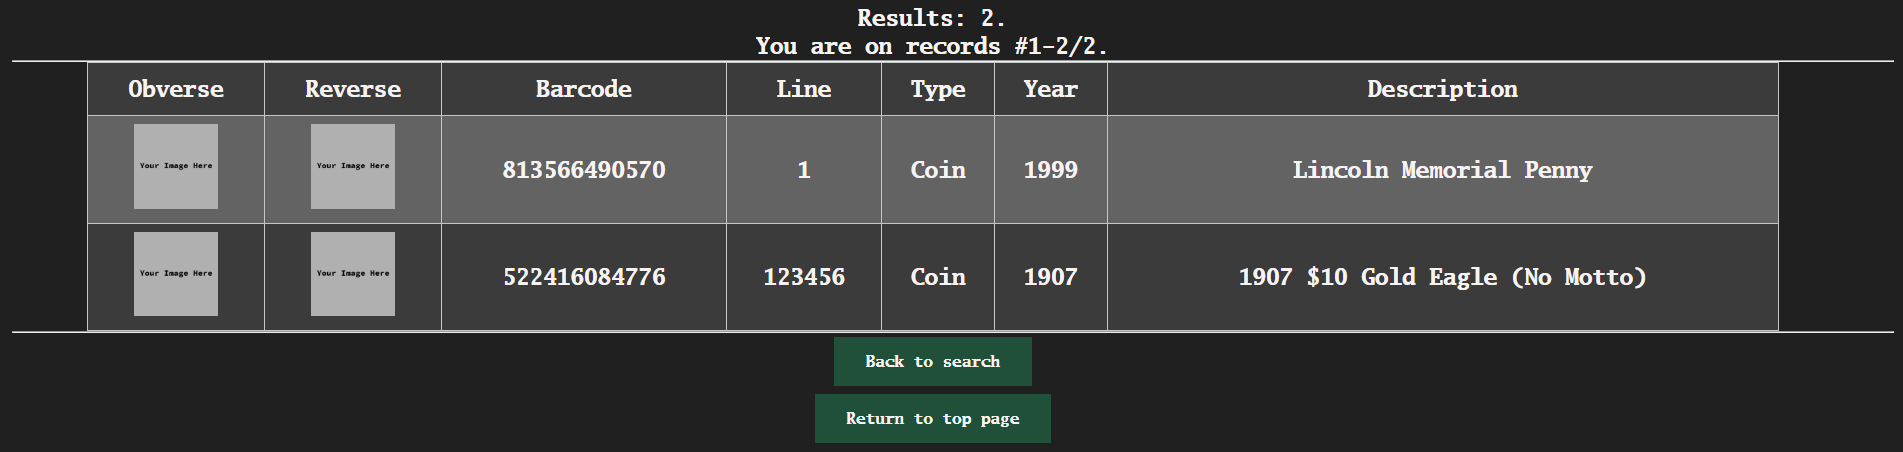 Results: 2.
You are on records #1-2/2.
Obverse Reverse Barcode Line Type Year Description
Your Image Here Your Image Here 813566490570 1 Coin 1999 Lincoln Memorial Penny
Your Image Here Your Image Here 522416084776 123456 Coin 1907 1907 $10 Gold Eagle (No Motto)
Back to search
Return to top page